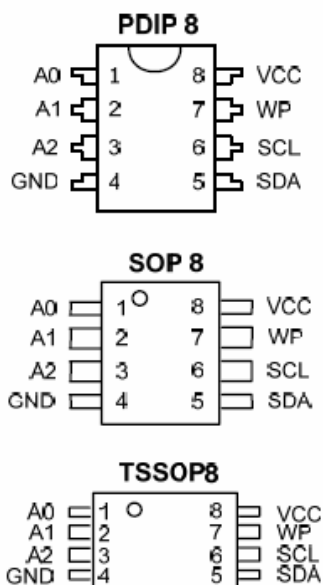 PDIP 8
A0 1 8 VCC
A1 2 7 WP
A2 3 6 SCL
GND 4 5 SDA
SOP 8
A0 1 8 VCC
A1 2 7 WP
A2 3 6 SCL
GND 4 5 SDA
TSSOP8
A0 1 8 VCC
A1 2 7 WP
A2 3 6 SCL
GND 4 5 SDA